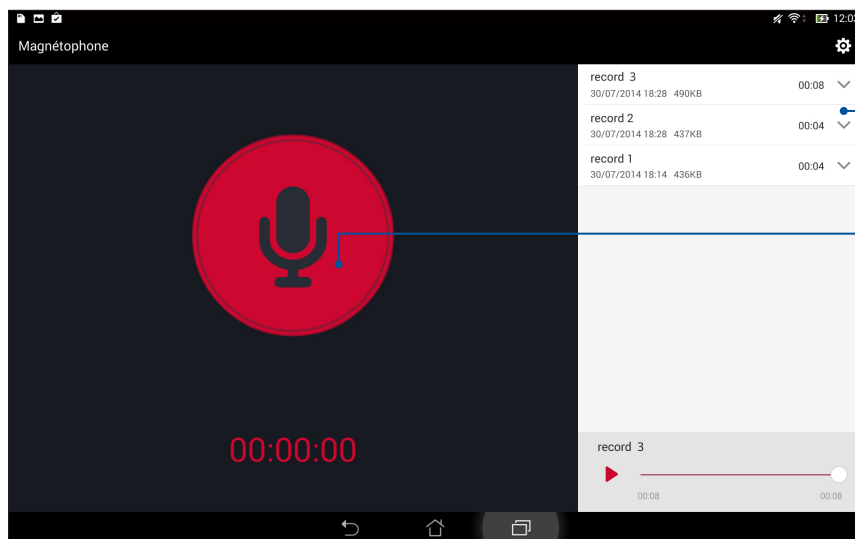 12:03
Magnétophone
record 3
00:08
30/07/2014 18:28 490KB
record 2
00:04
30/07/2014 18:28 437KB
record 1
00:04
30/07/2014 18:14 436KB
00:00:00
record 3
00:08 00:08